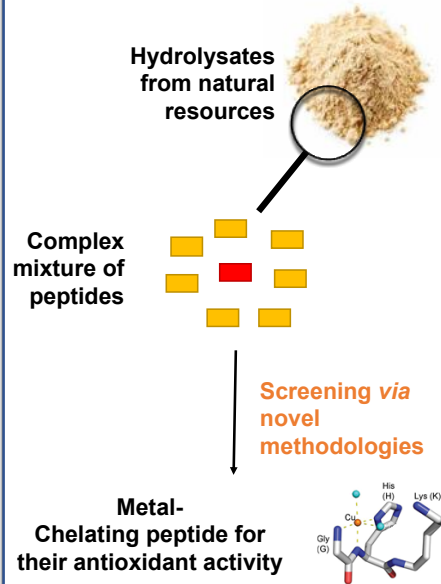 Hydrolysates
from natural
resources
Complex
mixture of
peptides
Screening via
novel
methodologies
Metal-
Chelating peptide for
their antioxidant activity
His
(H)
Lys (K)
Cu
Gly
(G)